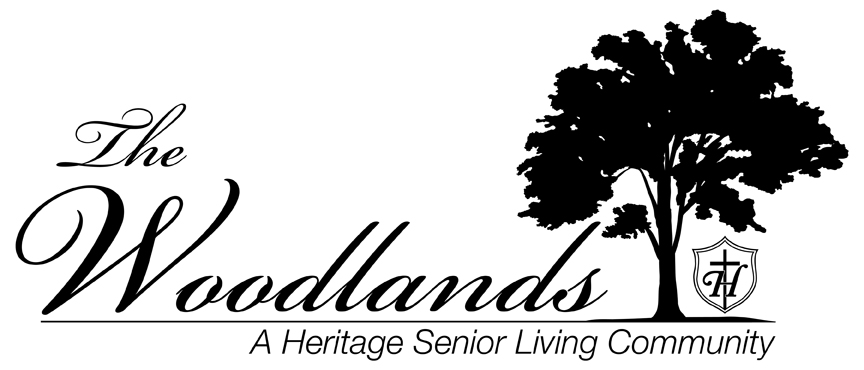 The
Woodlands
H
A Heritage Senior Living Community